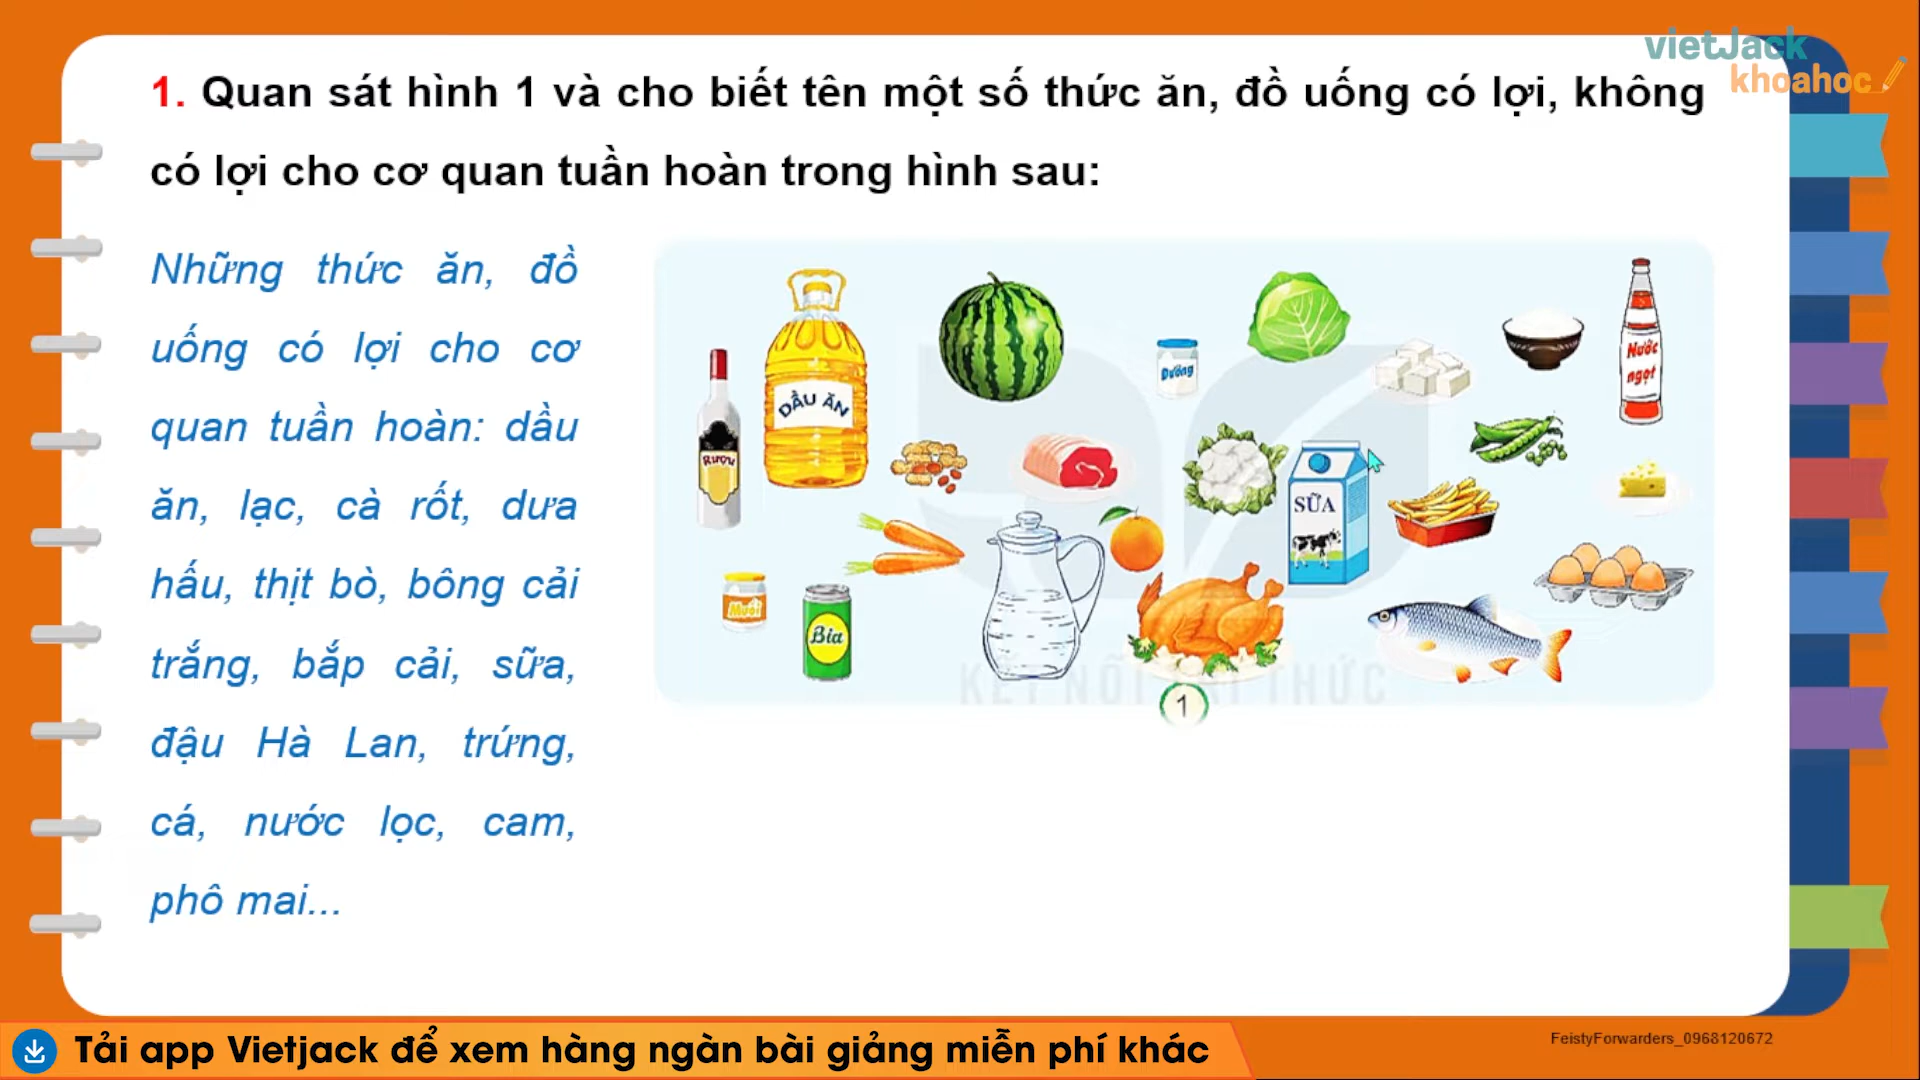 vietJack
khoahoc
1. Quan sát hình 1 và cho biết tên một số thức ăn, đồ uống có lợi, không
có lợi cho cơ quan tuần hoàn trong hình sau:
Những thức ăn, đồ
uống có lợi cho cơ
quan tuần hoàn: dầu
ăn, lạc, cà rốt, dưa
hấu, thịt bò, bông cải
trắng, bắp cải, sữa,
đậu Hà Lan, trứng,
cá, nước lọc, cam,
phô mai...
Rượu
DẦU ĂN
Đường
Nước
ngọt
SỮA
Muối
Bia
KẾT NỐI TRI THỨC
1
Tải app Vietjack để xem hàng ngàn bài giảng miễn phí khác
FeistyForwarders_0968120672